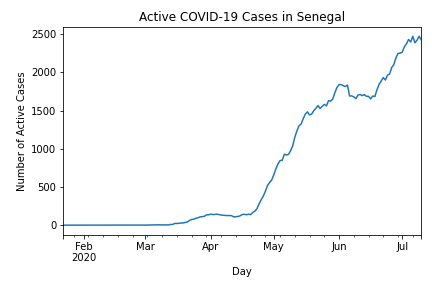 Active COVID-19 Cases in Senegal
2500
2000
1500
1000
500
0
Number of Active Cases
Feb Mar Apr May Jun Jul
2020
Day